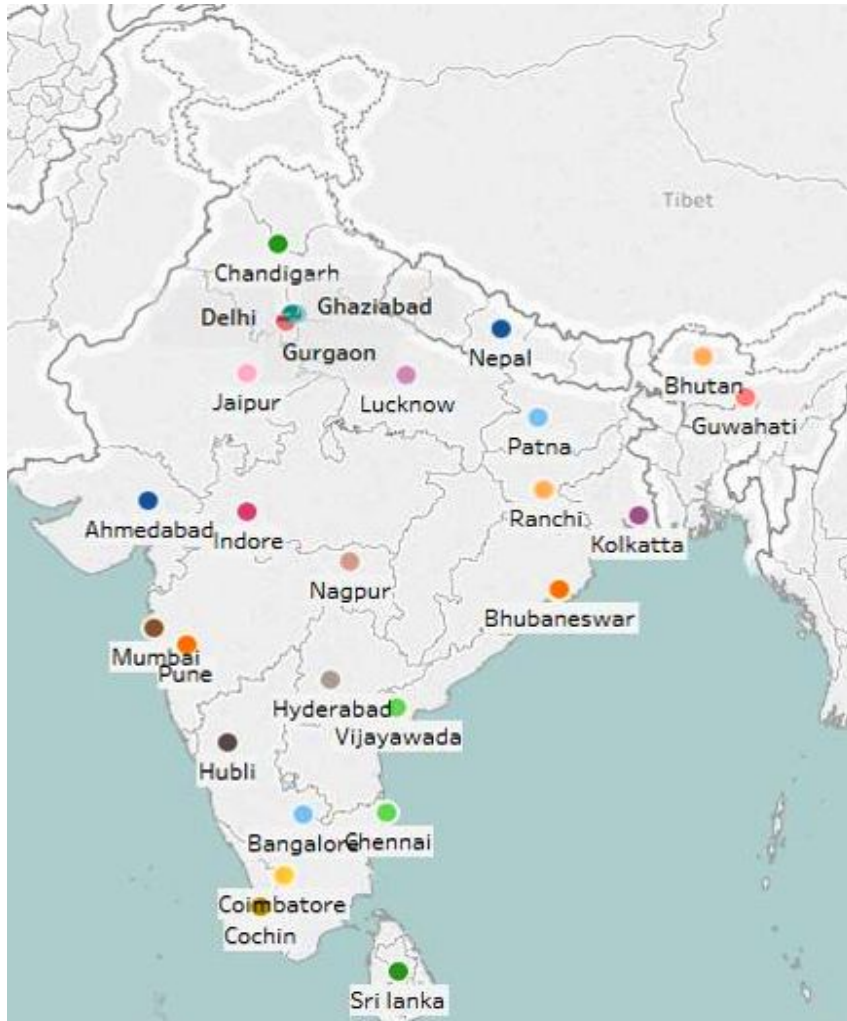 Tibet
Chandigarh
Delhi
Ghaziabad
Gurgaon
Nepal
Bhutan
Jaipur
Lucknow
Guwahati
Patna
Ahmedabad
Indore
Ranchi
Kolkatta
Nagpur
Bhubaneswar
Mumbai
Pune
Hyderabad
Vijayawada
Hubli
Bangalore
Chennai
Coimbatore
Cochin
Sri lanka